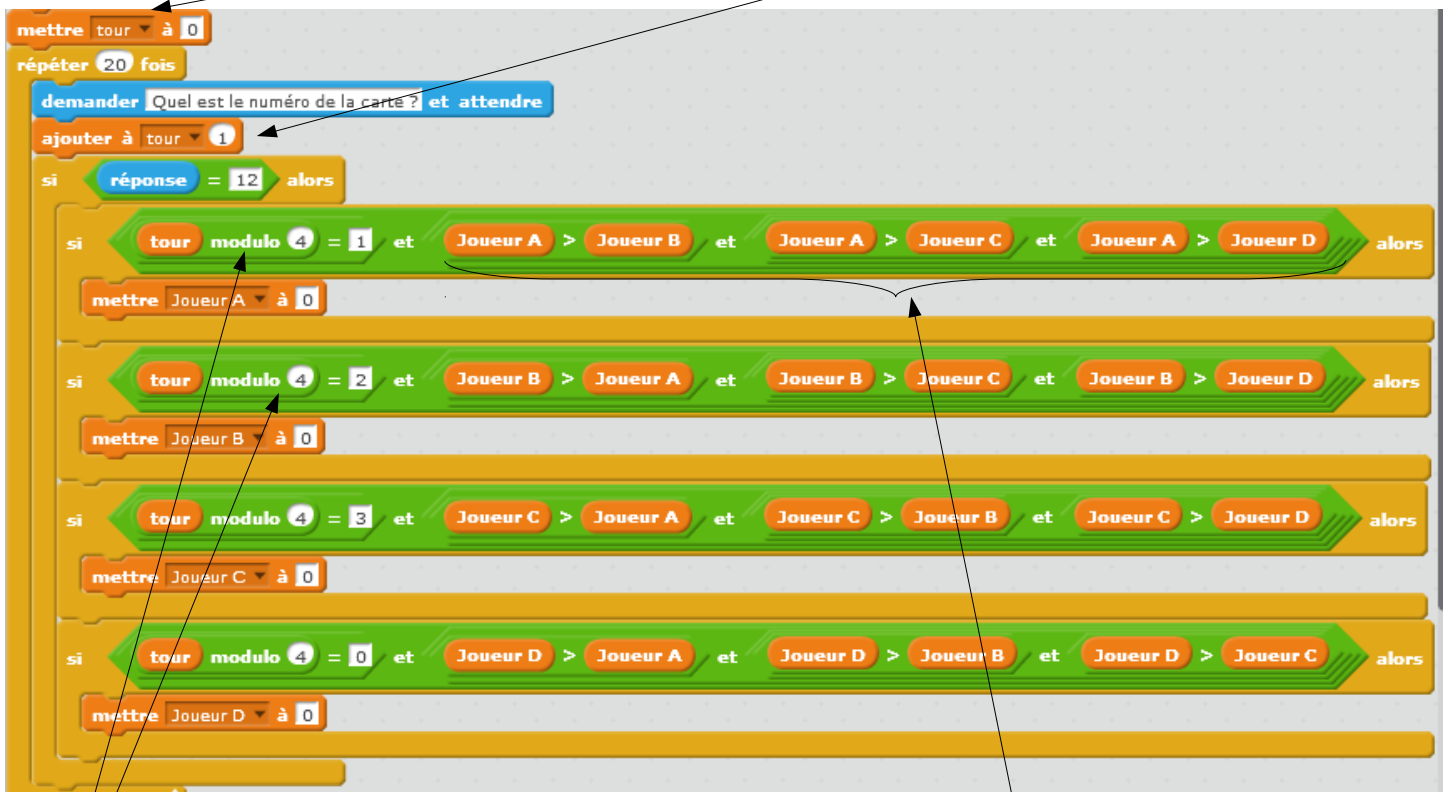 mettre tour à 0
répéter 20 fois
demander Quel est le numéro de la carte ? et attendre
ajouter à tour 1
si réponse = 12 alors
si tour modulo 4 = 1 et Joueur A > Joueur B et Joueur A > Joueur C et Joueur A > Joueur D alors
mettre Joueur A à 0
si tour modulo 4 = 2 et Joueur B > Joueur A et Joueur B > Joueur C et Joueur B > Joueur D alors
mettre Joueur B à 0
si tour modulo 4 = 3 et Joueur C > Joueur A et Joueur C > Joueur B et Joueur C > Joueur D alors
mettre Joueur C à 0
si tour modulo 4 = 0 et Joueur D > Joueur A et Joueur D > Joueur B et Joueur D > Joueur C alors
mettre Joueur D à 0